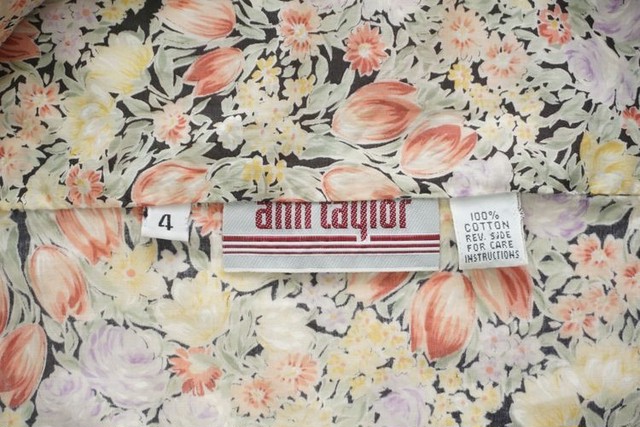 4
ann taylor
100%
COTTON
REV. SIDE
FOR CARE
INSTRUCTIONS